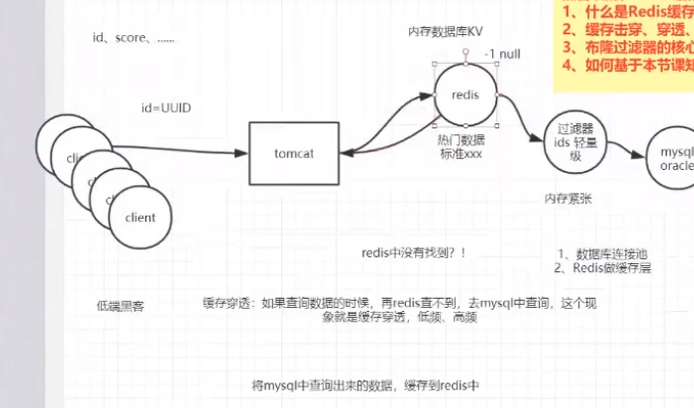 1、什么是Redis缓存
2、缓存击穿、穿透、
3、布隆过滤器的核心
4、如何基于本节课知
内存数据库KV
id、score、......
-1 null
redis
id=UUID
热门数据
标准xxx
过滤器
ids 轻量
级
mysql
oracle
tomcat
client
内存紧张
redis中没有找到？！
1、数据库连接池
2、Redis做缓存层
低端黑客
缓存穿透：如果查询数据的时候，再redis查不到，去mysql中查询，这个现
象就是缓存穿透，低频、高频
将mysql中查询出来的数据，缓存到redis中